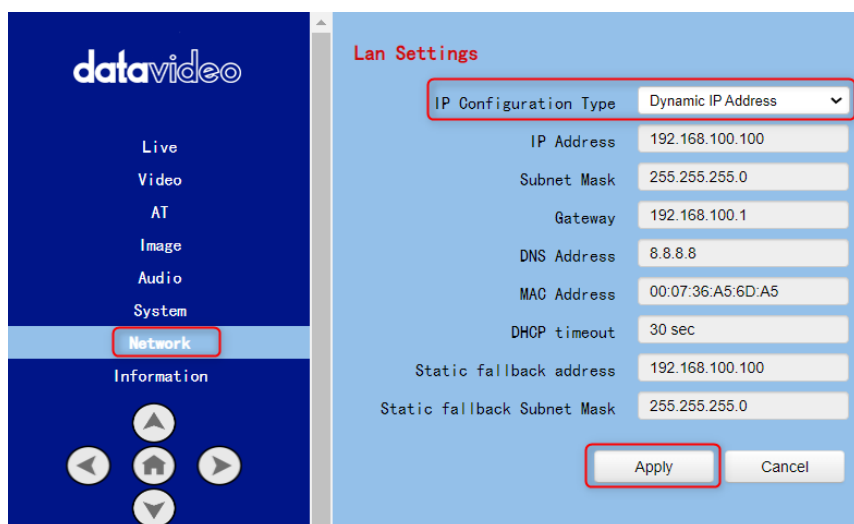 datavideo
Live
Video
AT
Image
Audio
System
Network
Information
Lan Settings
IP Configuration Type Dynamic IP Address
IP Address 192.168.100.100
Subnet Mask 255.255.255.0
Gateway 192.168.100.1
DNS Address 8.8.8.8
MAC Address 00:07:36:A5:6D:A5
DHCP timeout 30 sec
Static fallback address 192.168.100.100
Static fallback Subnet Mask 255.255.255.0
Apply Cancel